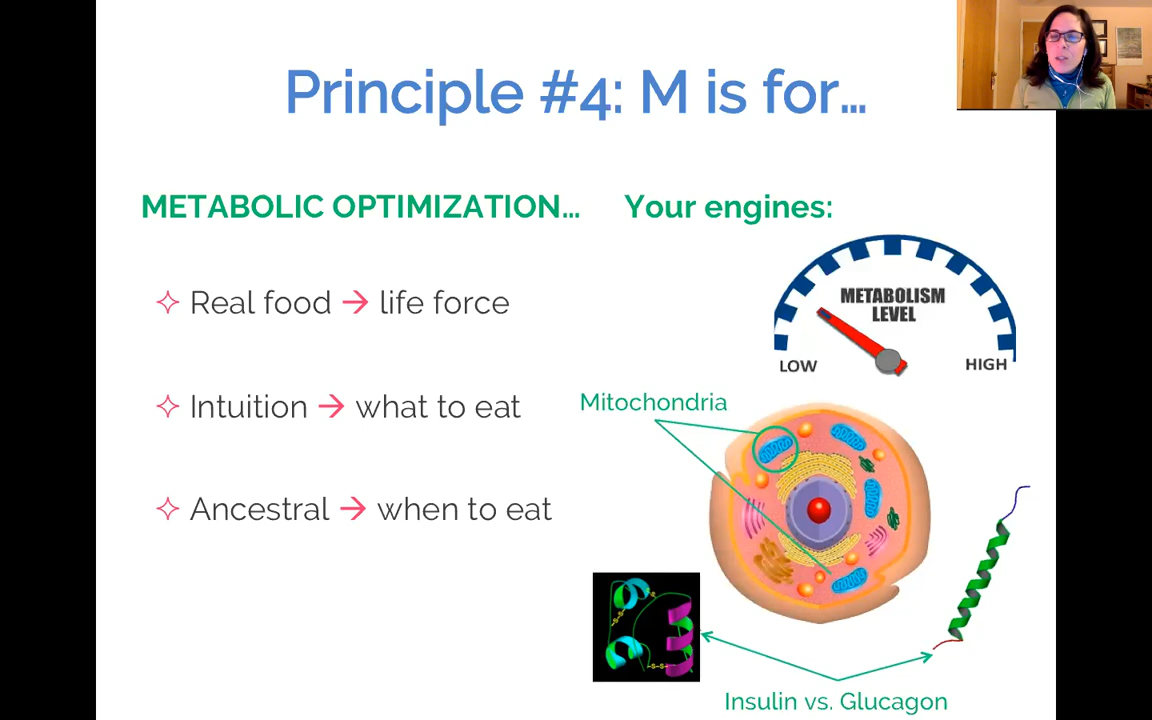 Principle #4: M is for…
METABOLIC OPTIMIZATION…
Real food → life force
Intuition → what to eat
Ancestral → when to eat
Your engines:
METABOLISM
LEVEL
LOW
HIGH
Mitochondria
S-S
S-S
S-S
Insulin vs. Glucagon